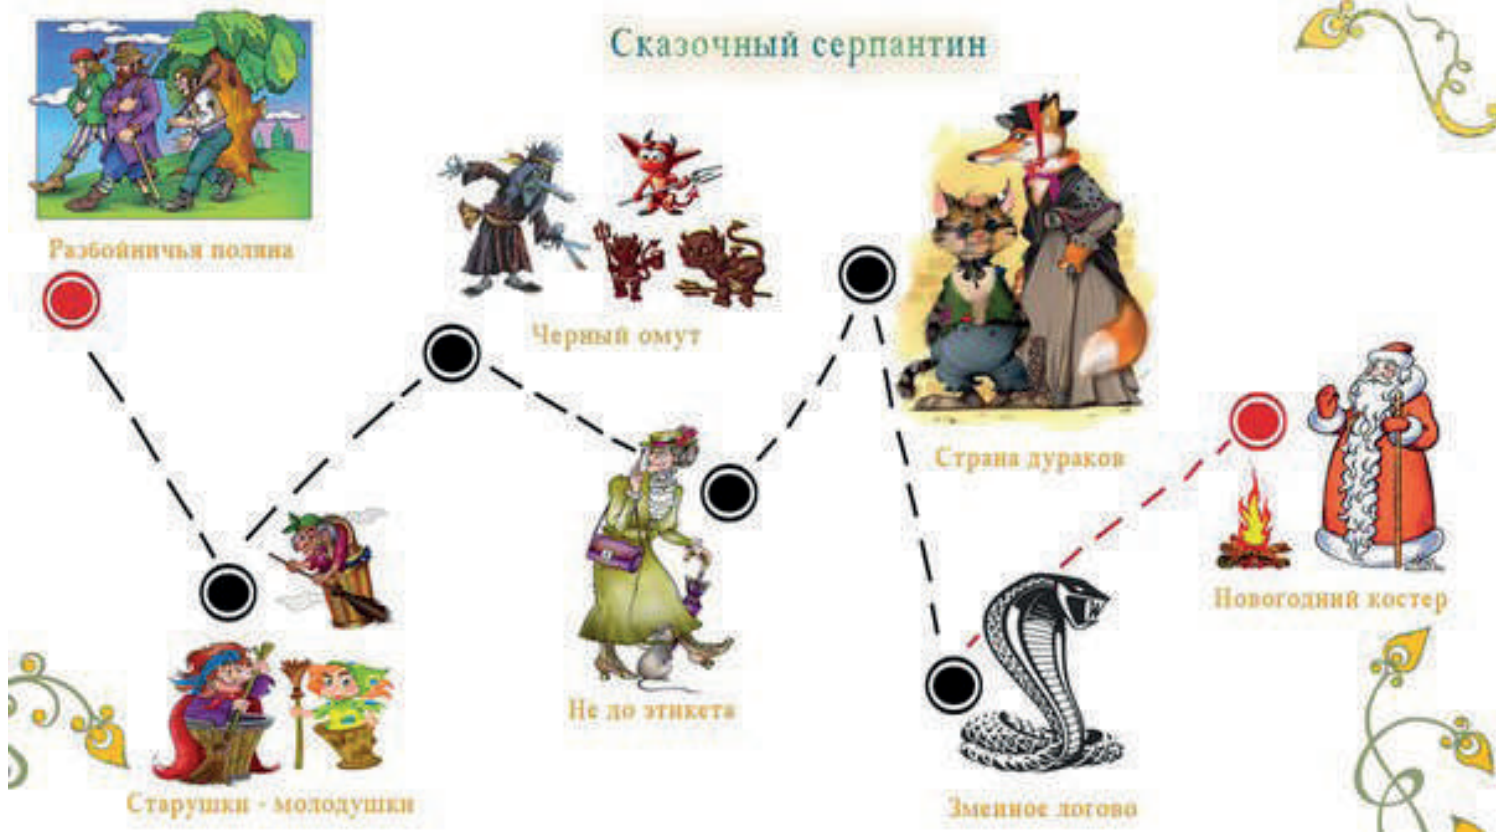 Сказочный серпантин
Разбойничья поляна
Черный омут
Страна дураков
Новогодний костер
Не до этикета
Старушки - молодушки
Змеиное логово